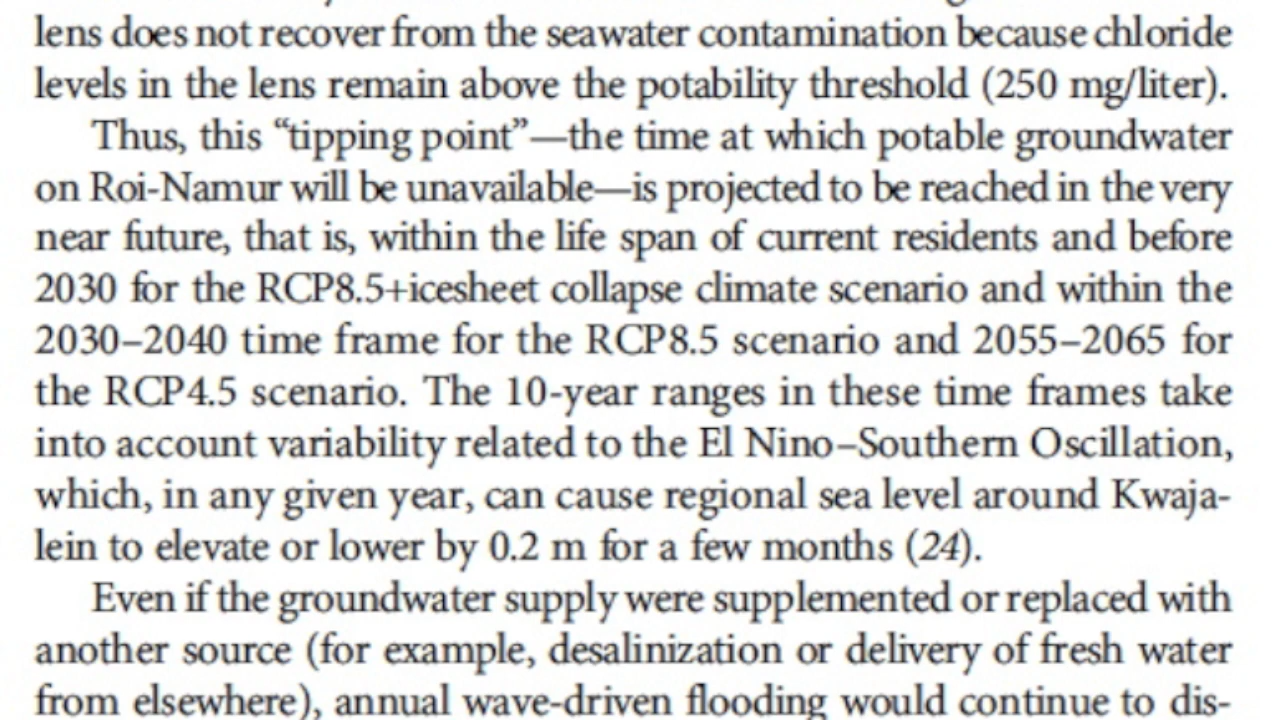 lens does not recover from the seawater contamination because chloride
levels in the lens remain above the potability threshold (250 mg/liter).
Thus, this “tipping point”—the time at which potable groundwater
on Roi-Namur will be unavailable—is projected to be reached in the very
near future, that is, within the life span of current residents and before
2030 for the RCP8.5+icesheet collapse climate scenario and within the
2030–2040 time frame for the RCP8.5 scenario and 2055–2065 for
the RCP4.5 scenario. The 10-year ranges in these time frames take
into account variability related to the El Nino–Southern Oscillation,
which, in any given year, can cause regional sea level around Kwaja-
lein to elevate or lower by 0.2 m for a few months (24).
Even if the groundwater supply were supplemented or replaced with
another source (for example, desalinization or delivery of fresh water
from elsewhere), annual wave-driven flooding would continue to dis-